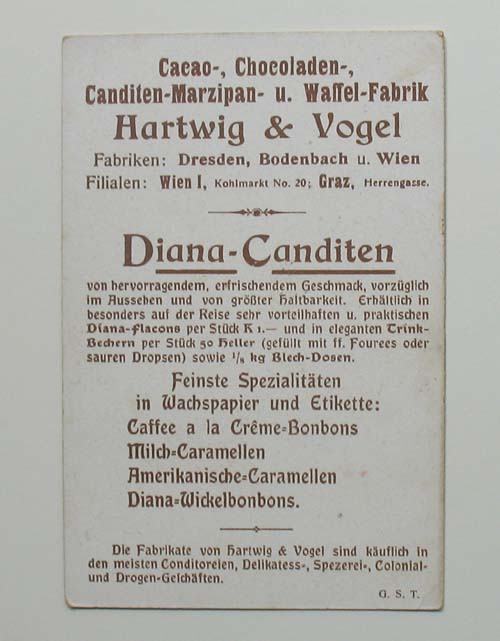 Cacao-, Chocoladen-,
Canditen-Marzipan- u. Waffel-Fabrik
Hartwig & Vogel
Fabriken: Dresden, Bodenbach u. Wien
Filialen: Wien I, Kohlmarkt No. 20; Graz, Herrengasse.
Diana-Canditen
von hervorragendem, erfrischendem Geschmack, vorzüglich
im Aussehen und von größter Haltbarkeit. Erhältlich in
besonders auf der Reise sehr vorteilhaften u. praktischen
Diana-Flacons per Stück K 1.— und in eleganten Trink-
Bechern per Stück 50 Heller (gefüllt mit ff. Fourees oder
sauren Dropsen) sowie ⅛ kg Blech-Dosen.
Feinste Spezialitäten
in Wachspapier und Etikette:
Caffee a la Crême-Bonbons
Milch-Caramellen
Amerikanische-Caramellen
Diana-Wickelbonbons.
Die Fabrikate von Hartwig & Vogel sind käuflich in
den meisten Conditoreien, Delikatess-, Spezerei-, Colonial-
und Drogen-Geschäften.
G. S. T.